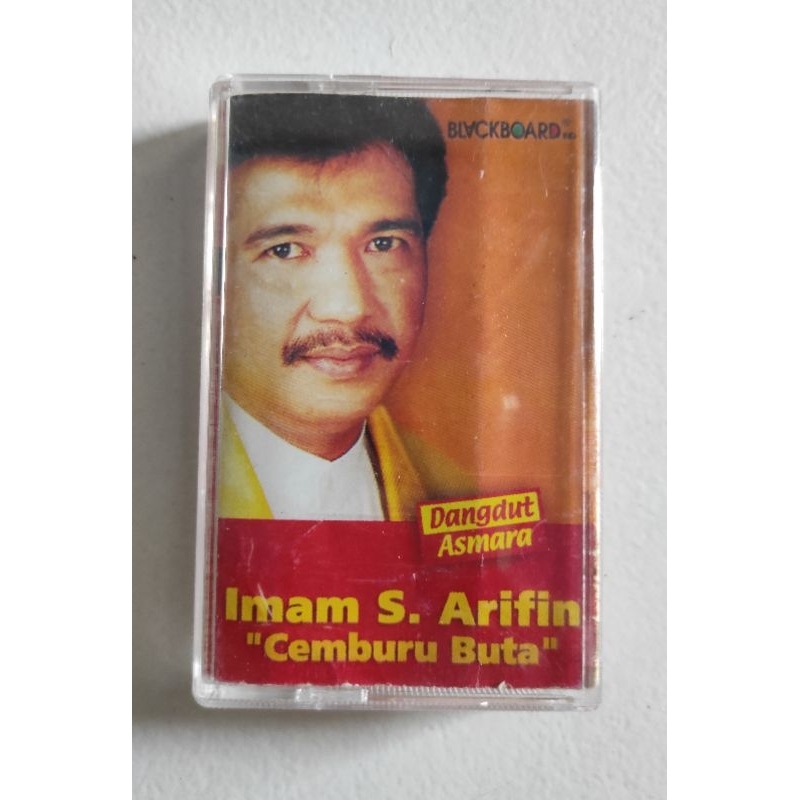 BLACKBOARD
Dangdut
Asmara
Imam S. Arifin
"Cemburu Buta"